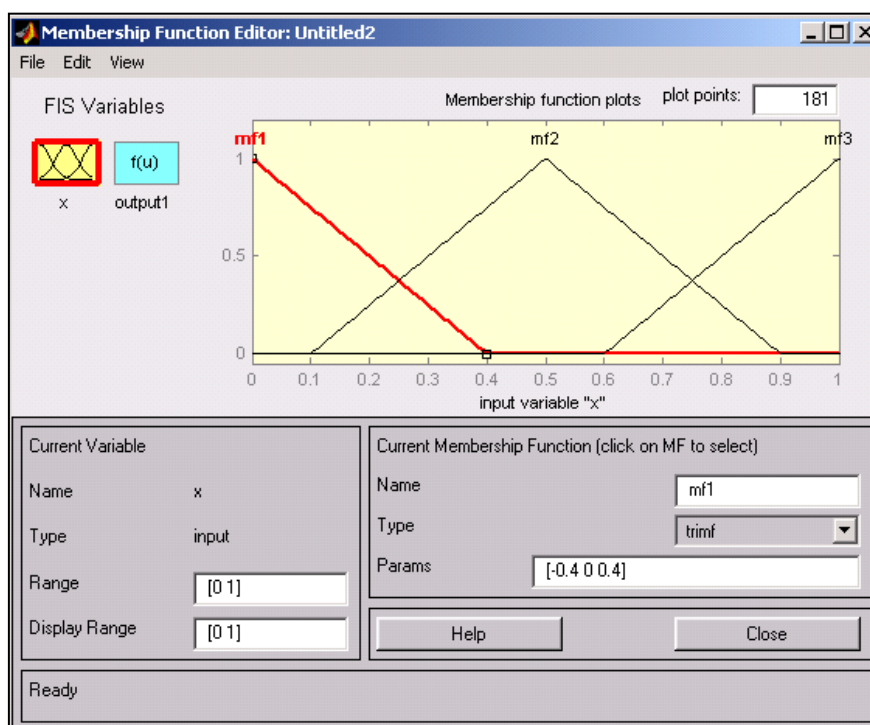 Membership Function Editor: Untitled2
File Edit View
FIS Variables
Membership function plots plot points: 181
f(u)
x output1
mf1 mf2 mf3
1
0.5
0
0 0.1 0.2 0.3 0.4 0.5 0.6 0.7 0.8 0.9 1
input variable "x"
Current Variable
Name x
Type input
Range [0 1]
Display Range [0 1]
Current Membership Function (click on MF to select)
Name mf1
Type trimf
Params [-0.4 0 0.4]
Help Close
Ready